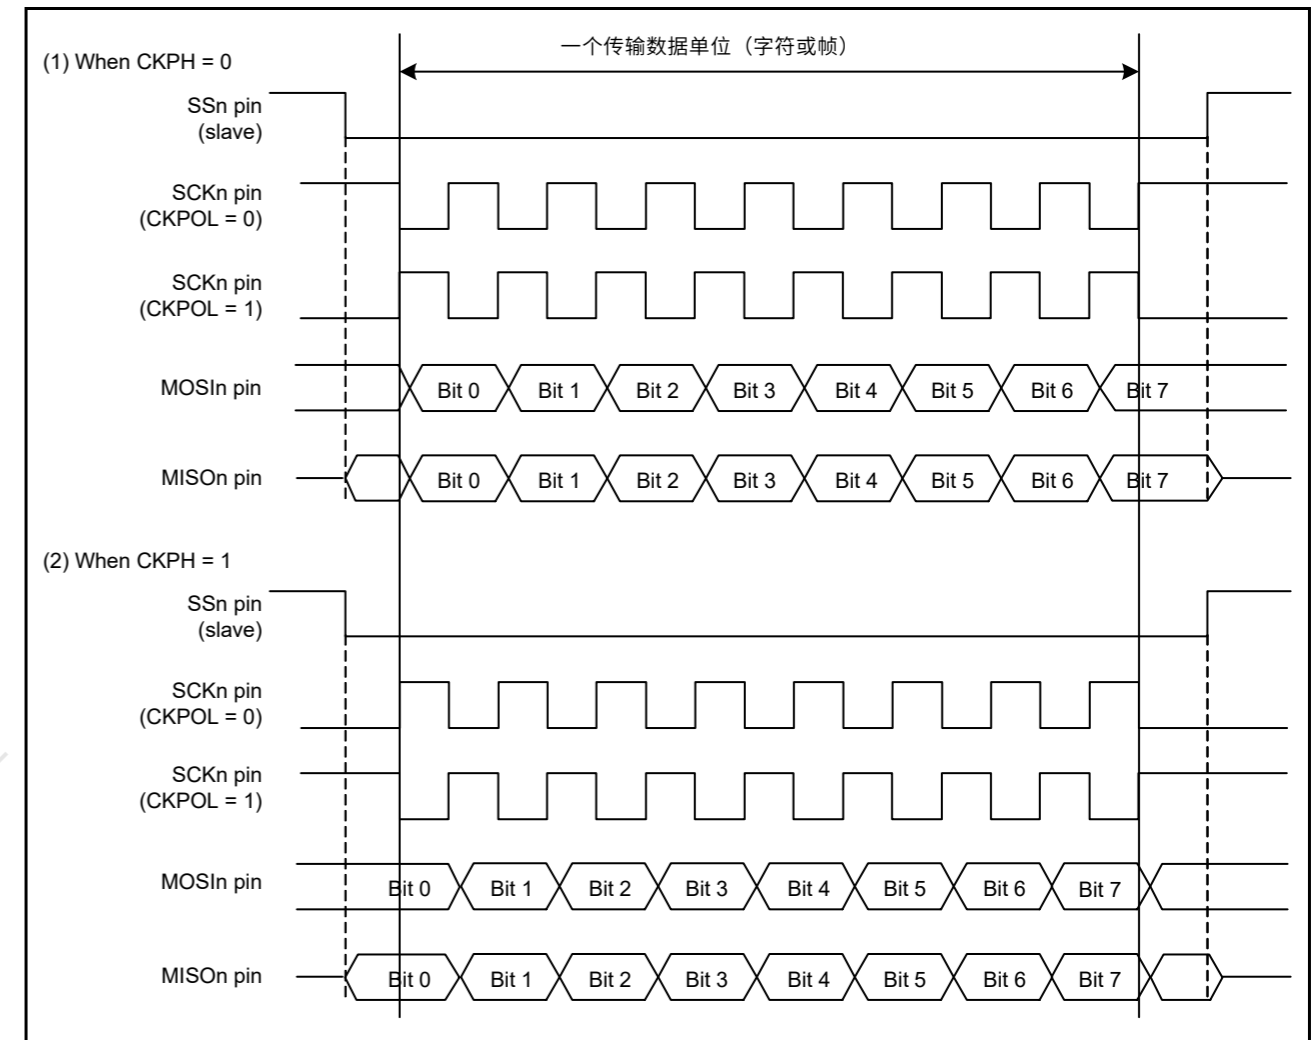 一个传输数据单位（字符或帧）
(1) When CKPH = 0
SSn pin
(slave)
SCKn pin
(CKPOL = 0)
SCKn pin
(CKPOL = 1)
MOSIn pin Bit 0 Bit 1 Bit 2 Bit 3 Bit 4 Bit 5 Bit 6 Bit 7
MISOn pin Bit 0 Bit 1 Bit 2 Bit 3 Bit 4 Bit 5 Bit 6 Bit 7
(2) When CKPH = 1
SSn pin
(slave)
SCKn pin
(CKPOL = 0)
SCKn pin
(CKPOL = 1)
MOSIn pin Bit 0 Bit 1 Bit 2 Bit 3 Bit 4 Bit 5 Bit 6 Bit 7
MISOn pin Bit 0 Bit 1 Bit 2 Bit 3 Bit 4 Bit 5 Bit 6 Bit 7